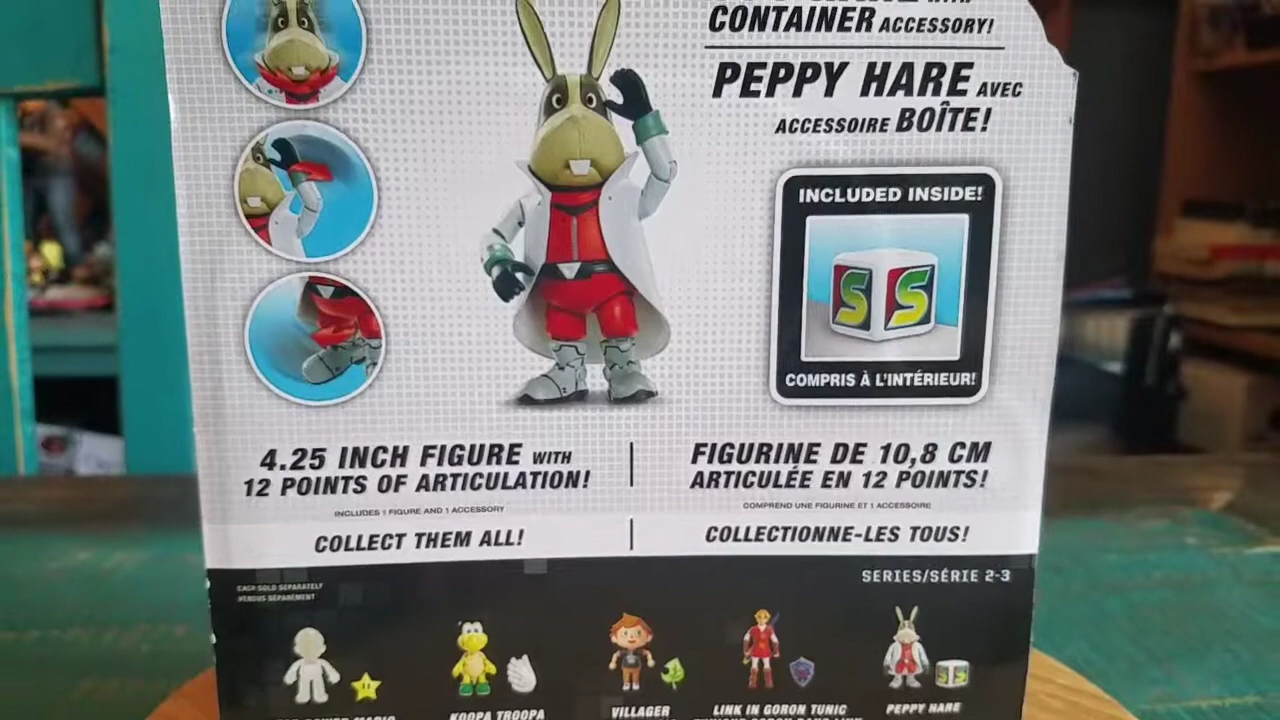 CONTAINER ACCESSORY!
PEPPY HARE AVEC
ACCESSOIRE BOÎTE!
INCLUDED INSIDE!
S S
COMPRIS À L'INTÉRIEUR!
4.25 INCH FIGURE WITH
12 POINTS OF ARTICULATION!
INCLUDES 1 FIGURE AND 1 ACCESSORY
COLLECT THEM ALL!
FIGURINE DE 10,8 CM
ARTICULÉE EN 12 POINTS!
COMPREND UNE FIGURINE ET 1 ACCESSOIRE
COLLECTIONNE-LES TOUS!
EACH SOLD SEPARATELY
VENDUS SÉPARÉMENT
SERIES/SÉRIE 2-3
S S
KOOPA TROOPA
VILLAGER
LINK IN GORON TUNIC
PEPPY HARE